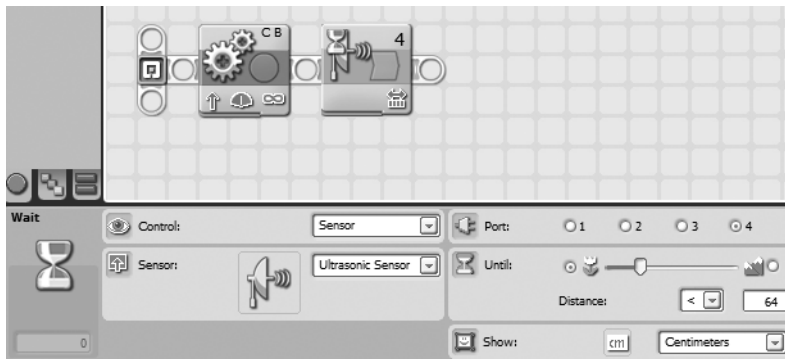 C B
4
Wait
Control:
Sensor
Port:
1
2
3
4
Sensor:
Ultrasonic Sensor
Until:
Distance:
<
64
0
Show:
cm
Centimeters